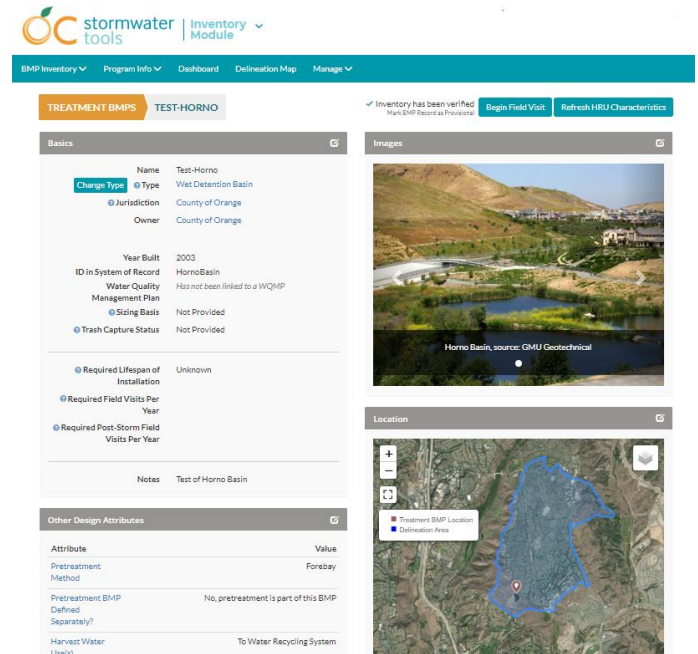 OC stormwater tools | Inventory Module
BMP Inventory Program Info Dashboard Delineation Map Manage
TREATMENT BMPS TEST-HORNO
Inventory has been verified
Mark BMP Record as Provisional
Begin Field Visit Refresh HRU Characteristics
Basics
Name Test-Horno
Change Type Type Wet Detention Basin
Jurisdiction County of Orange
Owner County of Orange
Year Built 2003
ID in System of Record HornoBasin
Water Quality Has not been linked to a WQMP
Management Plan
Sizing Basis Not Provided
Trash Capture Status Not Provided
Required Lifespan of Unknown
Installation
Required Field Visits Per
Year
Required Post-Storm Field
Visits Per Year
Notes Test of Horno Basin
Other Design Attributes
Attribute Value
Pretreatment Forebay
Method
Pretreatment BMP No, pretreatment is part of this BMP
Defined
Separately?
Harvest Water To Water Recycling System
Use(s)
Images
Horno Basin, source: GMU Geotechnical
Location
+
−
Treatment BMP Location
Delineation Area